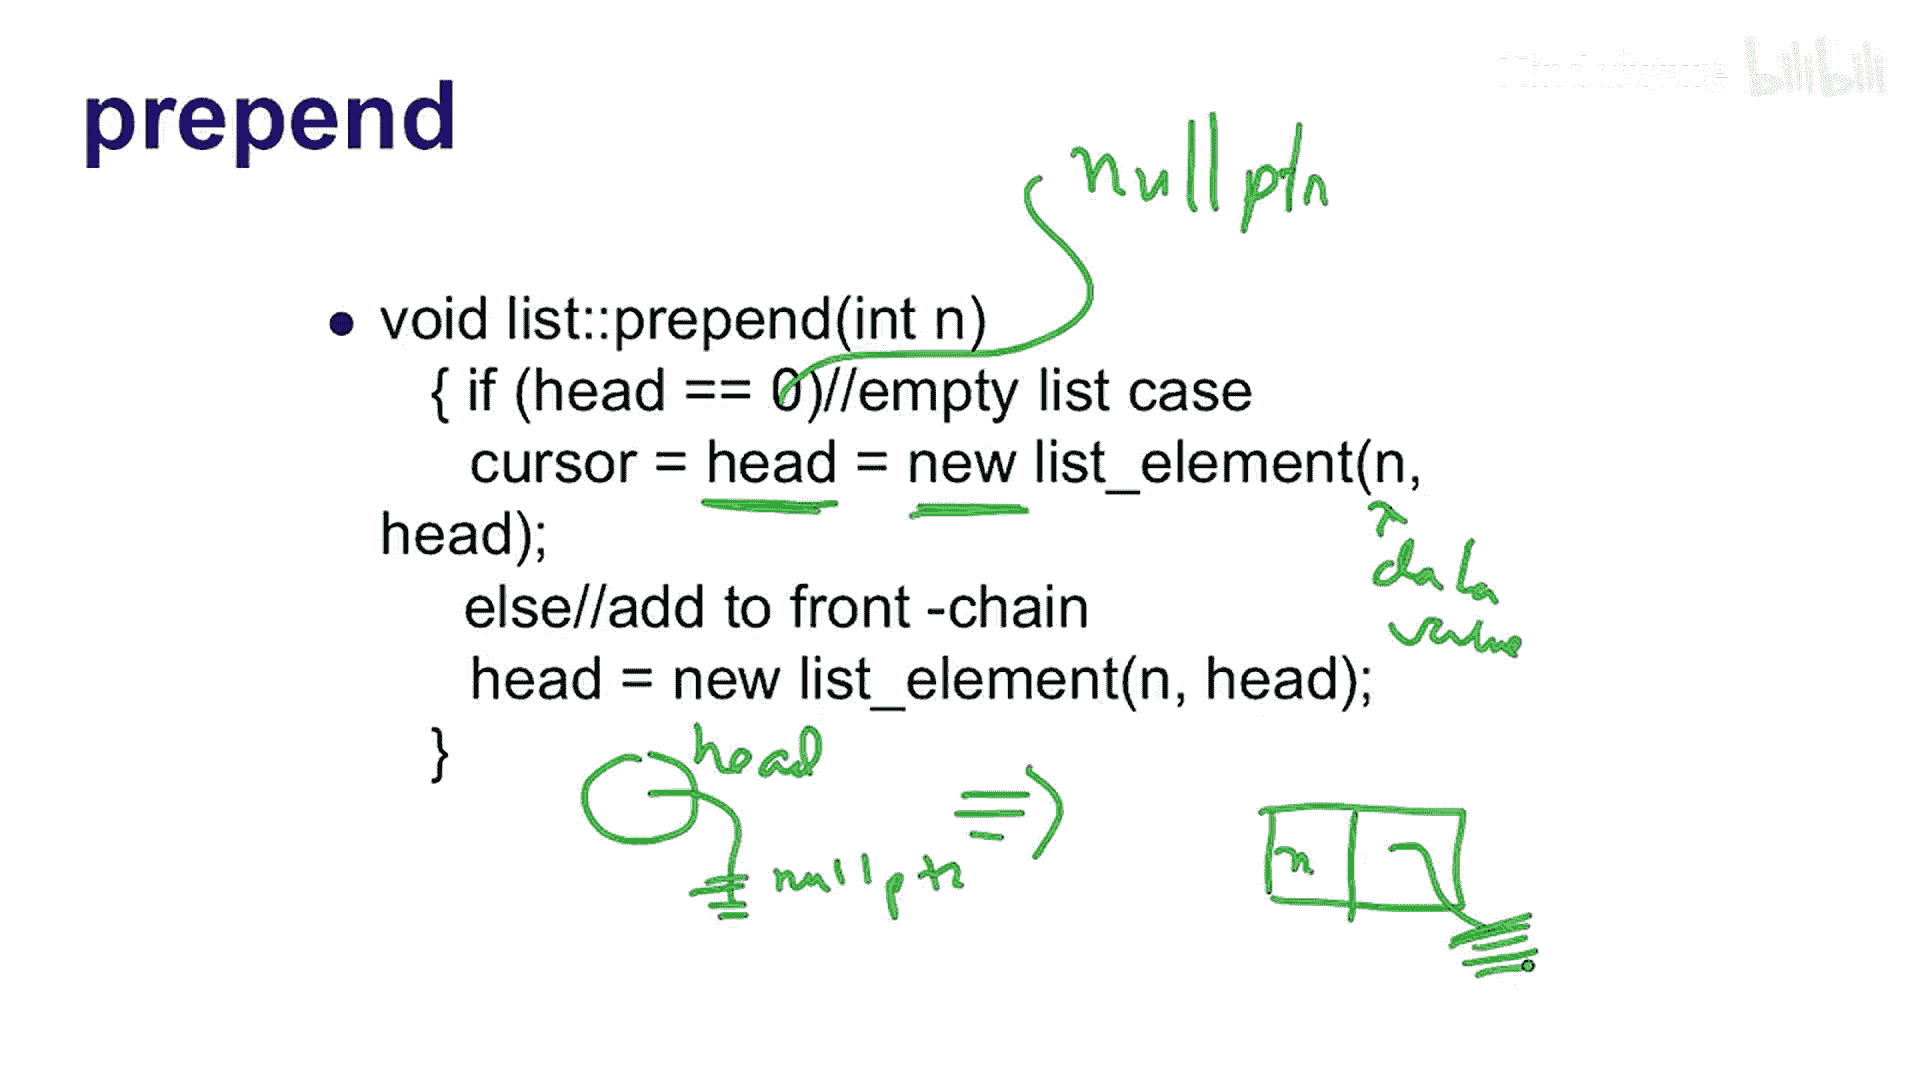 prepend
bilibili
nullptr
• void list::prepend(int n)
{ if (head == 0)//empty list case
cursor = head = new list_element(n,
head);
data
value
else//add to front -chain
head = new list_element(n, head);
}
head
nullptr
n